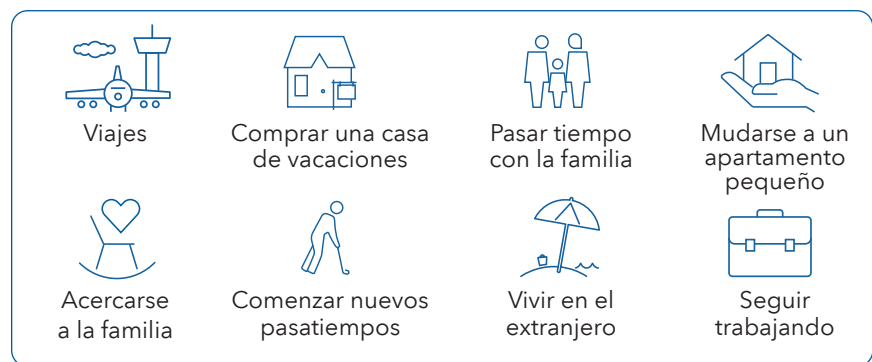 Viajes
Comprar una casa
de vacaciones
Pasar tiempo
con la familia
Mudarse a un
apartamento
pequeño
Acercarse
a la familia
Comenzar nuevos
pasatiempos
Vivir en el
extranjero
Seguir
trabajando